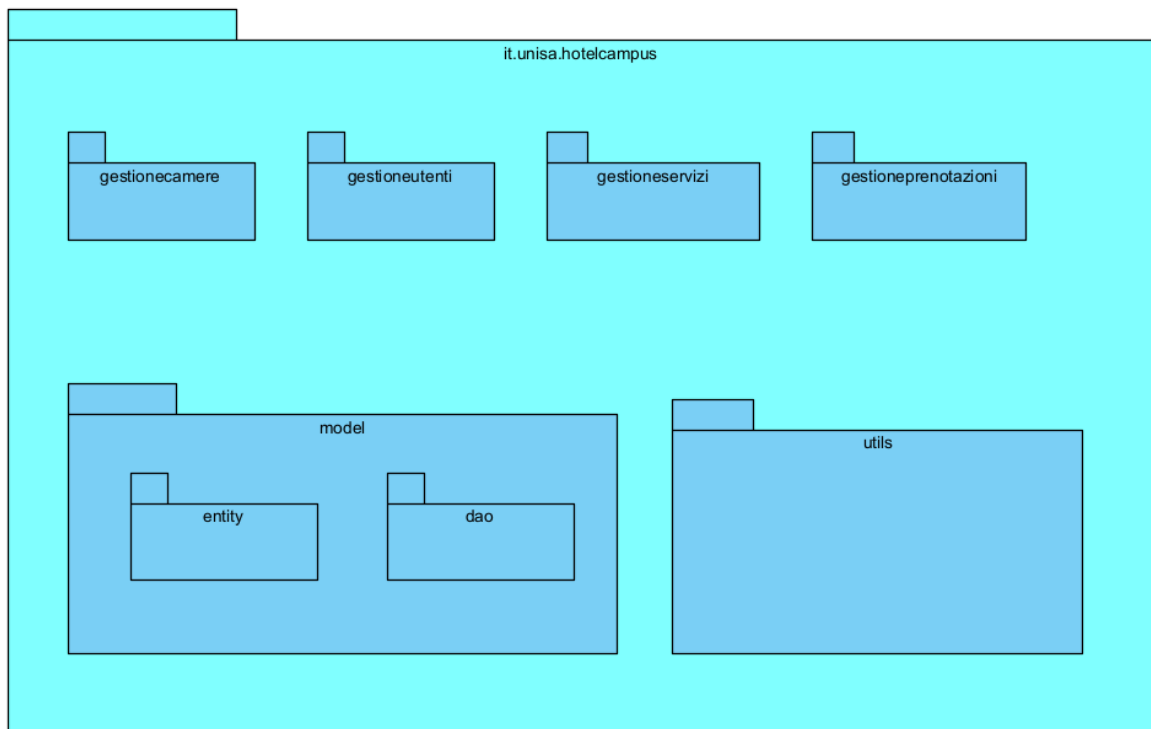 it.unisa.hotelcampus
gestionecamere
gestioneutenti
gestioneservizi
gestioneprenotazioni
model
utils
entity
dao